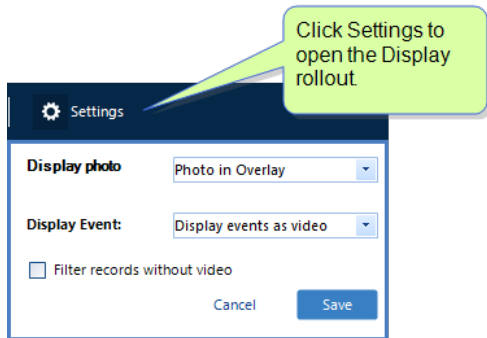 Click Settings to
open the Display
rollout.
Settings
Display photo
Photo in Overlay
Display Event:
Display events as video
Filter records without video
Cancel
Save